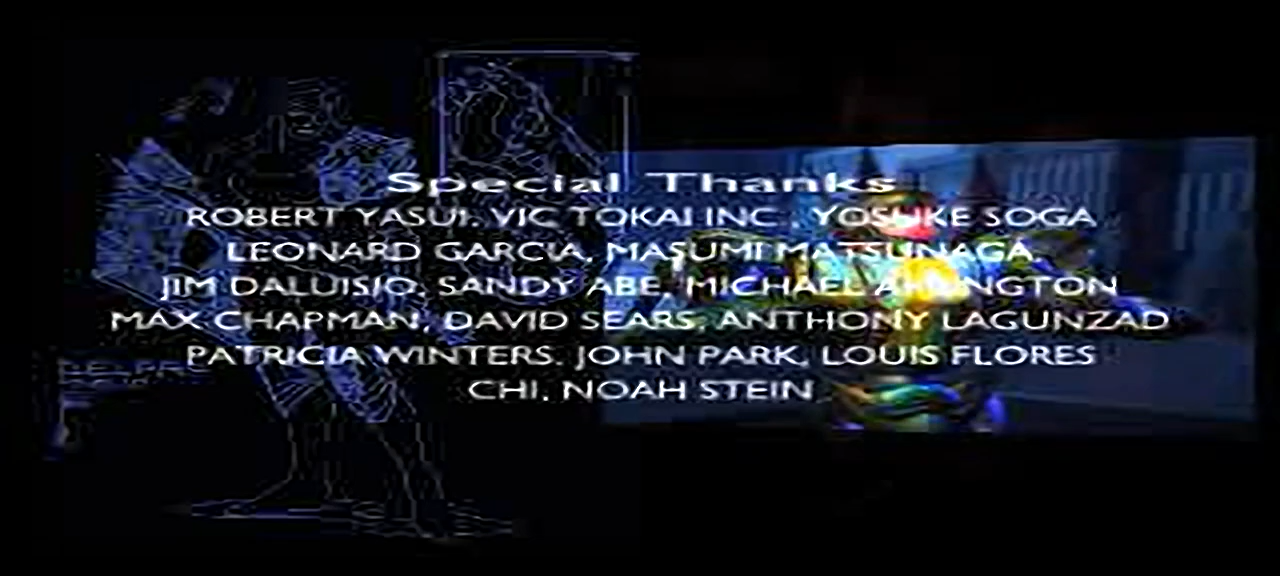 Special Thanks
ROBERT YASUI, VIC TOKAI INC., YOSUKE SOGA
LEONARD GARCIA, MASUMI MATSUNAGA,
JIM DALUISIO, SANDY ABE, MICHAEL
MAX CHAPMAN, DAVID SEARS, ANTHONY LAGUNZAD
PATRICIA WINTERS, JOHN PARK, LOUIS FLORES
CHI, NOAH STEIN